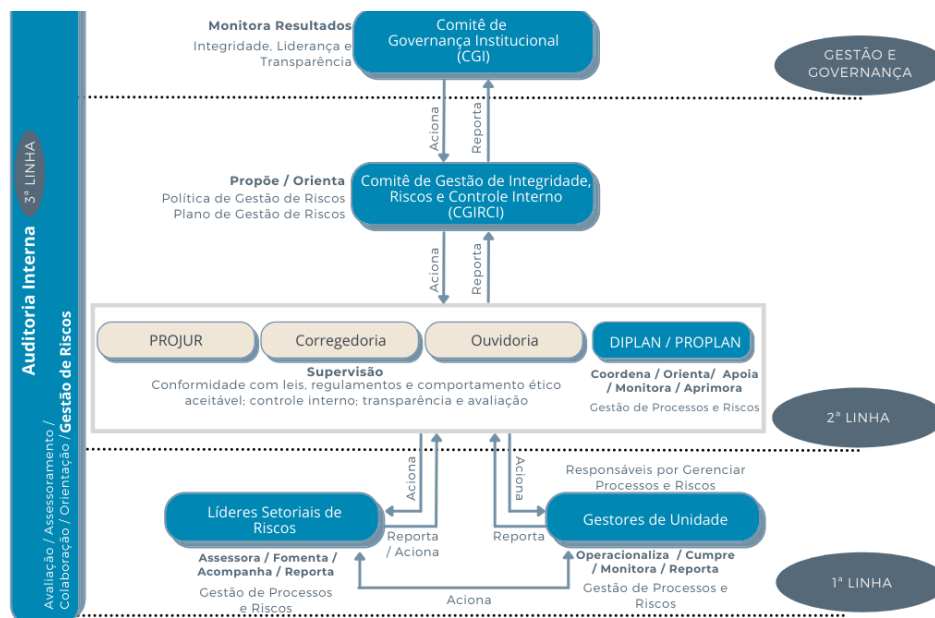 Monitora Resultados
Integridade, Liderança e
Transparência
Comitê de
Governança Institucional
(CGI)
GESTÃO E
GOVERNANÇA
Aciona
Reporta
Propõe / Orienta
Política de Gestão de Riscos
Plano de Gestão de Riscos
Comitê de Gestão de Integridade,
Riscos e Controle Interno
(CGIRCI)
Aciona
Reporta
3ª LINHA
Auditoria Interna
Avaliação / Assessoramento /
Colaboração / Orientação / Gestão de Riscos
PROJUR
Corregedoria
Ouvidoria
DIPLAN / PROPLAN
Supervisão
Conformidade com leis, regulamentos e comportamento ético
aceitável; controle interno; transparência e avaliação
Coordena / Orienta/ Apoia
/ Monitora / Aprimora
Gestão de Processos e Riscos
2ª LINHA
Aciona
Reporta
/ Aciona
Reporta
Aciona
Responsáveis por Gerenciar
Processos e Riscos
Líderes Setoriais de
Riscos
Assessora / Fomenta /
Acompanha / Reporta
Gestão de Processos
e Riscos
Gestores de Unidade
Operacionaliza / Cumpre
/ Monitora / Reporta
Gestão de Processos e
Riscos
Aciona
1ª LINHA